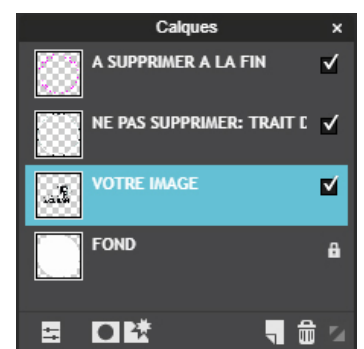 Calques
A SUPPRIMER A LA FIN
NE PAS SUPPRIMER: TRAIT D
VOTRE IMAGE
FOND